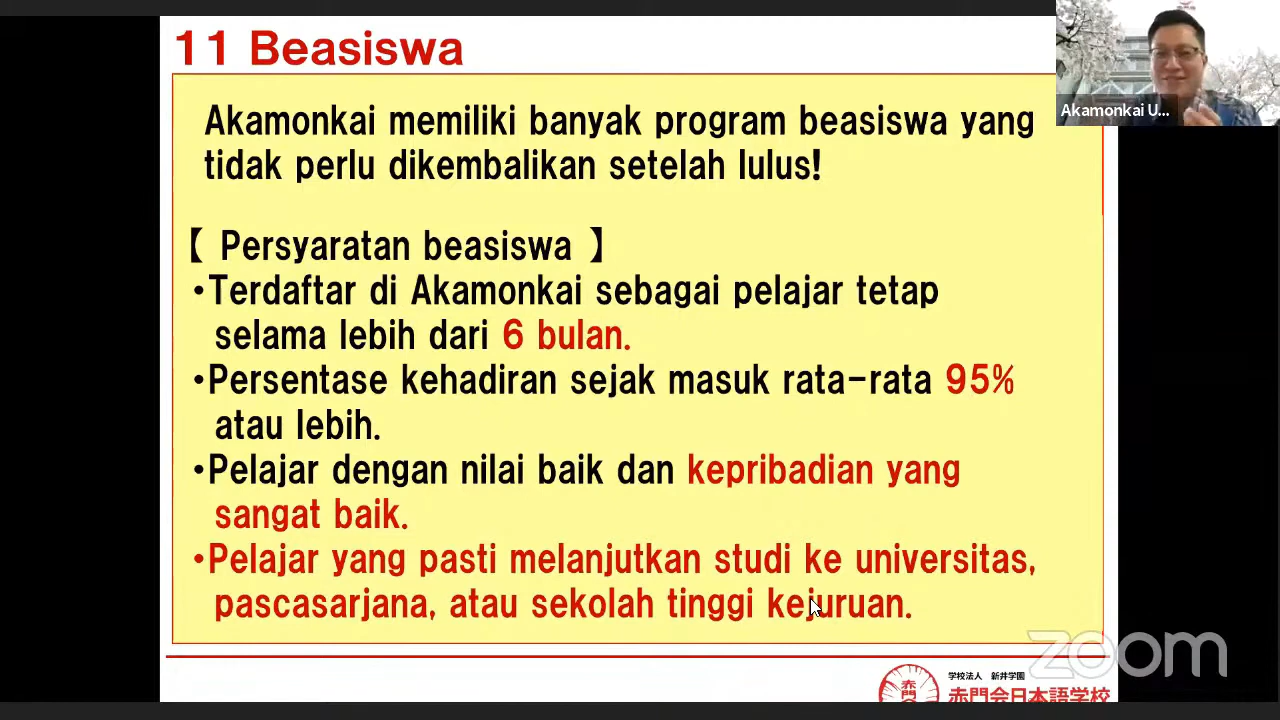 11 Beasiswa
Akamonkai U...
Akamonkai memiliki banyak program beasiswa yang
tidak perlu dikembalikan setelah lulus!
【 Persyaratan beasiswa 】
・Terdaftar di Akamonkai sebagai pelajar tetap
selama lebih dari 6 bulan.
・Persentase kehadiran sejak masuk rata-rata 95%
atau lebih.
・Pelajar dengan nilai baik dan kepribadian yang
sangat baik.
・Pelajar yang pasti melanjutkan studi ke universitas,
pascasarjana, atau sekolah tinggi kejuruan.
zoom
学校法人 新井学園
赤門会日本語学校
赤門